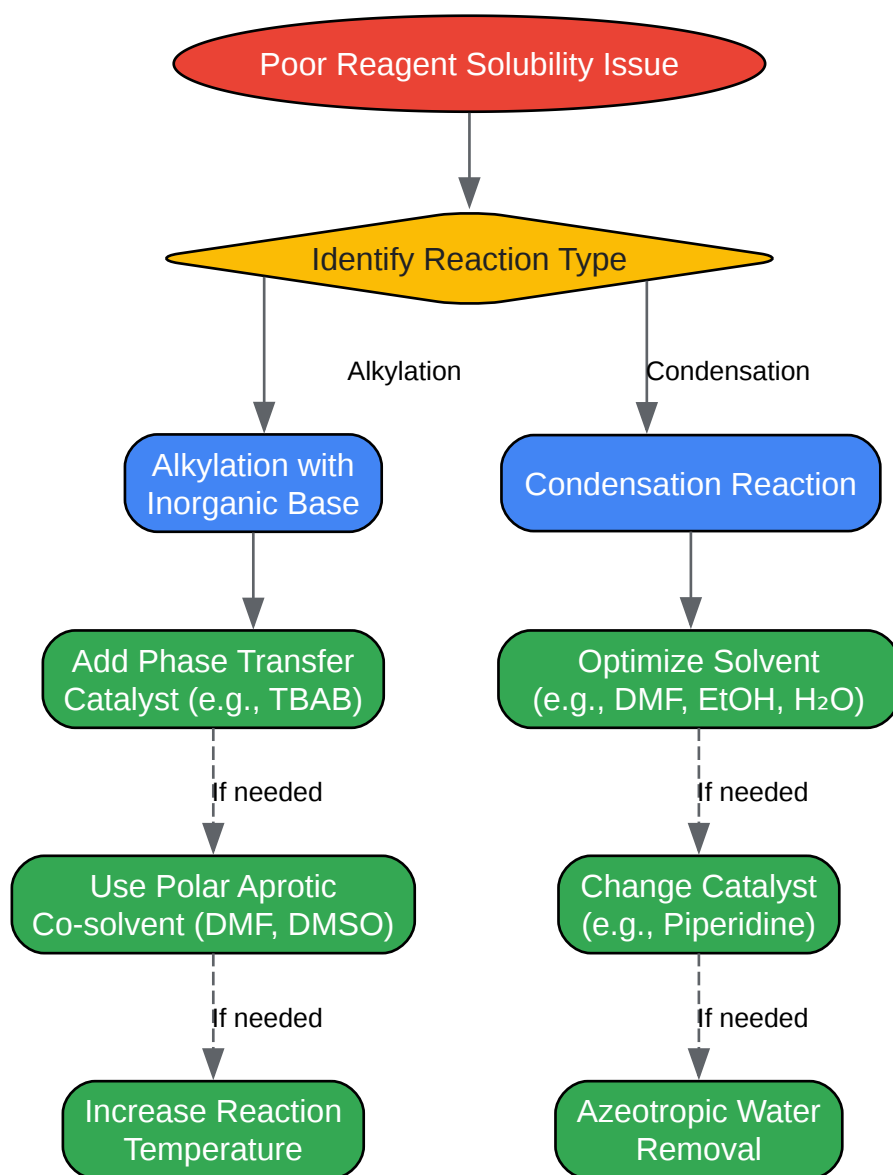 Poor Reagent Solubility Issue
Identify Reaction Type
Alkylation
Condensation
Alkylation with
Inorganic Base
Condensation Reaction
Add Phase Transfer
Catalyst (e.g., TBAB)
Optimize Solvent
(e.g., DMF, EtOH, H₂O)
If needed
If needed
Use Polar Aprotic
Co-solvent (DMF, DMSO)
Change Catalyst
(e.g., Piperidine)
If needed
If needed
Increase Reaction
Temperature
Azeotropic Water
Removal